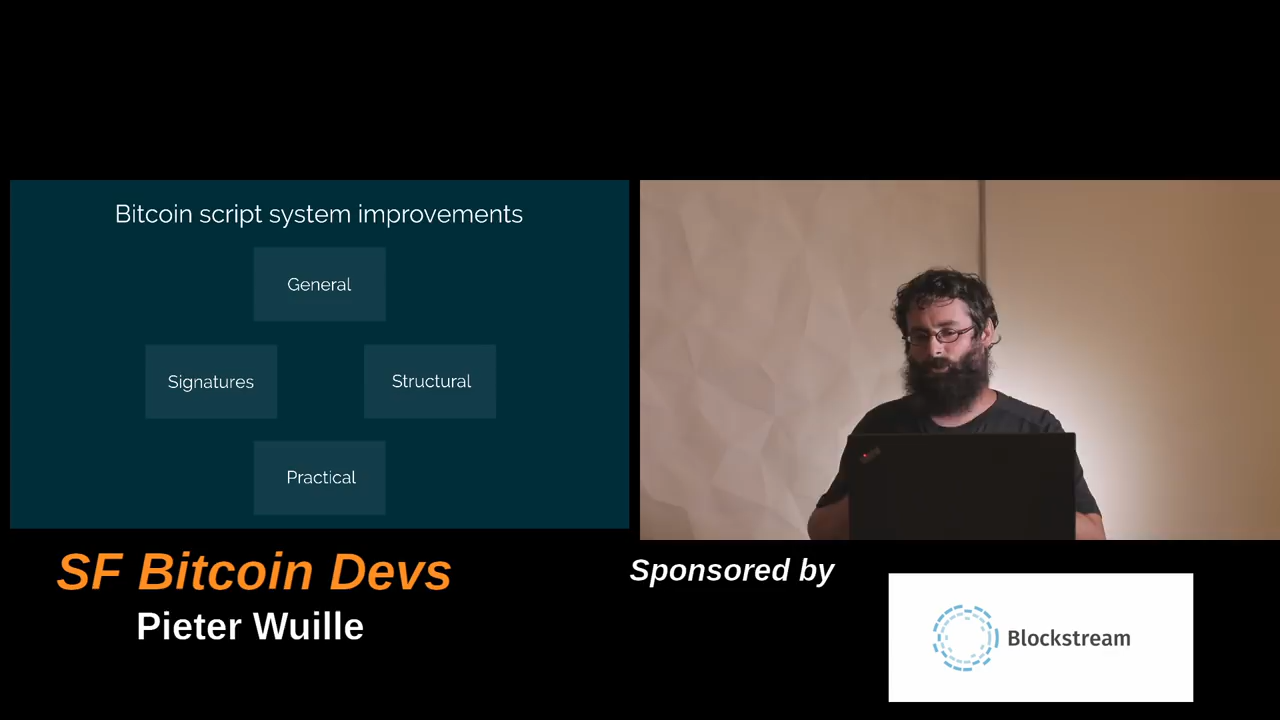 Bitcoin script system improvements
General
Signatures
Structural
Practical
SF Bitcoin Devs
Pieter Wuille
Sponsored by
Blockstream